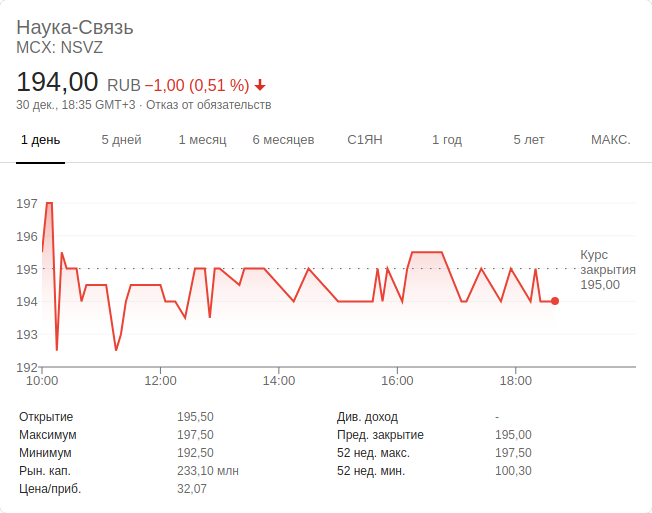 Наука-Связь
MCX: NSVZ
194,00 RUB −1,00 (0,51 %)
30 дек., 18:35 GMT+3 · Отказ от обязательств
1 день 5 дней 1 месяц 6 месяцев С1ЯН 1 год 5 лет МАКС.
197
196
195
194
193
192
Курс
закрытия
195,00
10:00 12:00 14:00 16:00 18:00
Открытие 195,50 Див. доход -
Максимум 197,50 Пред. закрытие 195,00
Минимум 192,50 52 нед. макс. 197,50
Рын. кап. 233,10 млн 52 нед. мин. 100,30
Цена/приб. 32,07